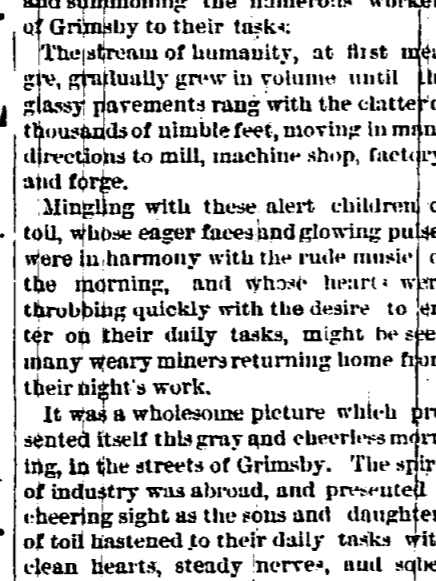 and summoning the numerous worke
of Grimsby to their tasks:
The stream of humanity, at first mea
gre, gradually grew in volume until th
glassy pavements rang with the clatter o
thousands of nimble feet, moving in man
directions to mill, machine shop, factory
and forge.
Mingling with these alert children o
toil, whose eager faces and glowing pulse
were in harmony with the rude music o
the morning, and whose hearts wer
throbbing quickly with the desire to en
ter on their daily tasks, might be see
many weary miners returning home from
their night's work.
It was a wholesome picture which pre
sented itself this gray and cheerless morn
ing, in the streets of Grimsby. The spir
of industry was abroad, and presented
cheering sight as the sons and daughter
of toil hastened to their daily tasks wit
clean hearts, steady nerves, and